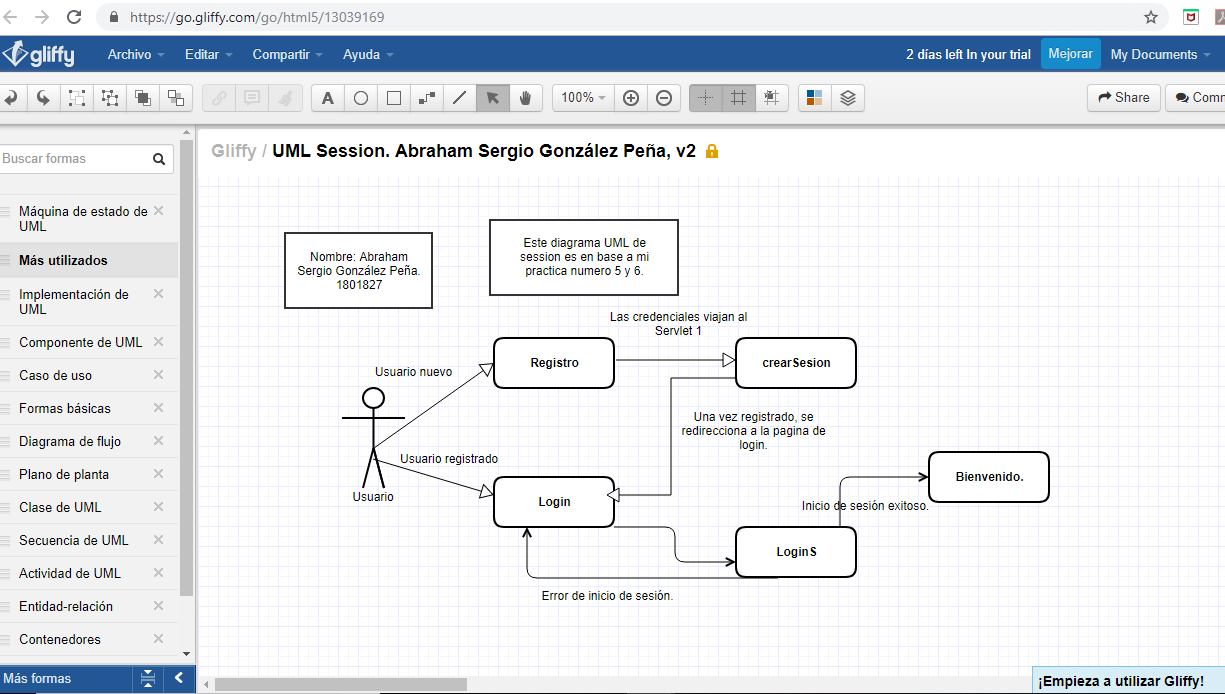 https://go.gliffy.com/go/html5/13039169
gliffy
Archivo
Editar
Compartir
Ayuda
2 días left In your trial
Mejorar
My Documents
A
100%
Share
Comm
Buscar formas
Máquina de estado de
UML
Más utilizados
Implementación de
UML
Componente de UML
Caso de uso
Formas básicas
Diagrama de flujo
Plano de planta
Clase de UML
Secuencia de UML
Actividad de UML
Entidad-relación
Contenedores
Más formas
Gliffy / UML Session. Abraham Sergio González Peña, v2
Nombre: Abraham
Sergio González Peña.
1801827
Este diagrama UML de
session es en base a mi
practica numero 5 y 6.
Las credenciales viajan al
Servlet 1
Registro
crearSesion
Usuario nuevo
Una vez registrado, se
redirecciona a la pagina de
login.
Usuario registrado
Usuario
Login
Bienvenido.
Inicio de sesión exitoso.
LoginS
Error de inicio de sesión.
¡Empieza a utilizar Gliffy!